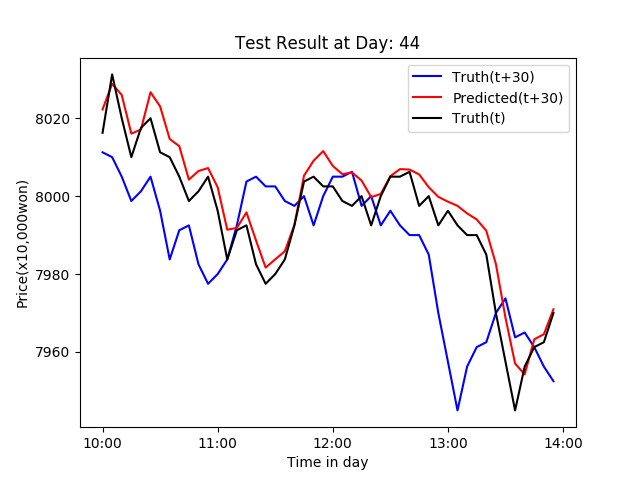 Test Result at Day: 44
Truth(t+30)
Predicted(t+30)
Truth(t)
Price(x10,000won)
8020
8000
7980
7960
10:00 11:00 12:00 13:00 14:00
Time in day